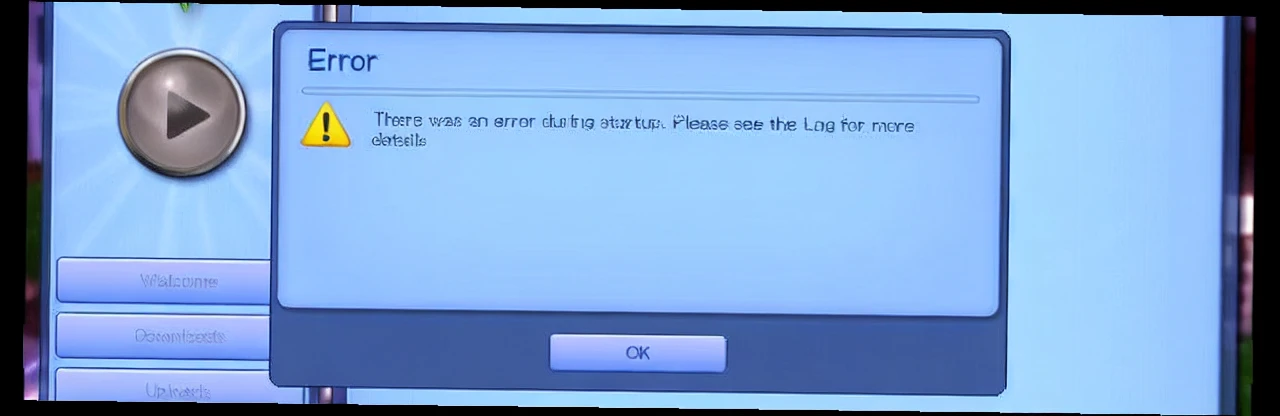 Error
There was an error during startup. Please see the Log for more
details
Welcome
Downloads
Uploads
OK